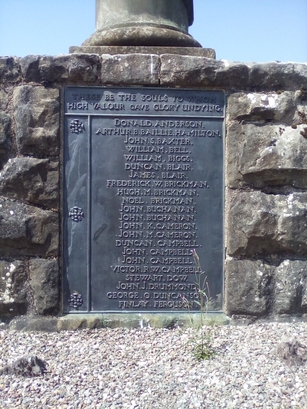 BE THE SOULS TO
HIGH VALOUR GAVE GLORY UNDYING.
DONALD ANDERSON.
ARTHUR B. BAILLIE HAMILTON.
JOHN S. BAXTER.
WILLIAM, BELL.
WILLIAM, BIGGS.
DUNCAN, BLAIR.
JAMES, BLAIR.
FREDERICK W. BRICKMAN.
HUGH. M. BRICKMAN.
NOEL, BRICKMAN.
JOHN, BUCHANAN.
JOHN, BUCHANAN.
JOHN, K. CAMERON.
JOHN, M. CAMERON.
DUNCAN, CAMPBELL.
JOHN, CAMPBELL.
JOHN, CAMPBELL.
VICTOR, R.W. CAMPBELL
STEWART, DOW.
JOHN. J. DRUMMOND.
GEORGE. O. DUNCANSON
FINLAY, FERGUSSON